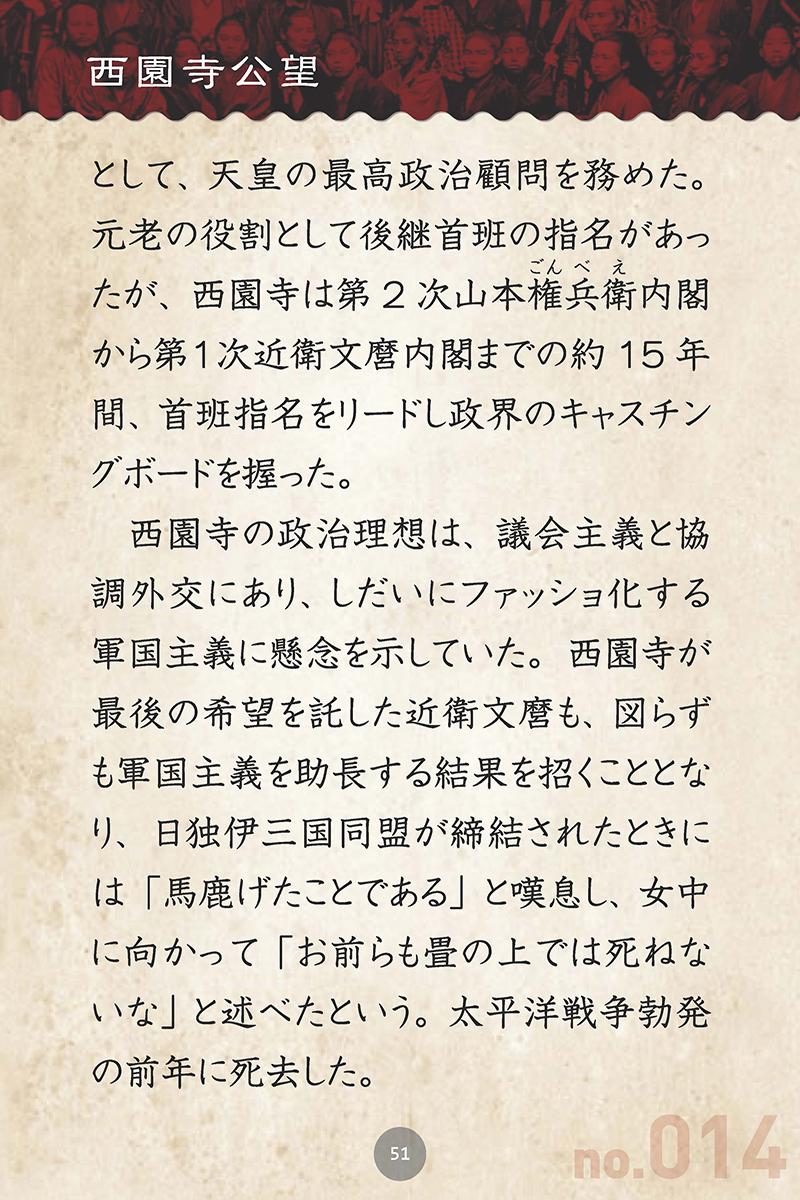 西園寺公望
として、天皇の最高政治顧問を務めた。
元老の役割として後継首班の指名があっ
ごんべえ
たが、西園寺は第2次山本権兵衛内閣
から第1次近衛文麿内閣までの約15年
間、首班指名をリードし政界のキャスチン
グボードを握った。
西園寺の政治理想は、議会主義と協
調外交にあり、しだいにファッショ化する
軍国主義に懸念を示していた。西園寺が
最後の希望を託した近衛文麿も、図らず
も軍国主義を助長する結果を招くこととな
り、日独伊三国同盟が締結されたときに
は「馬鹿げたことである」と嘆息し、女中
に向かって「お前らも畳の上では死ねな
いな」と述べたという。太平洋戦争勃発
の前年に死去した。
51
no.014